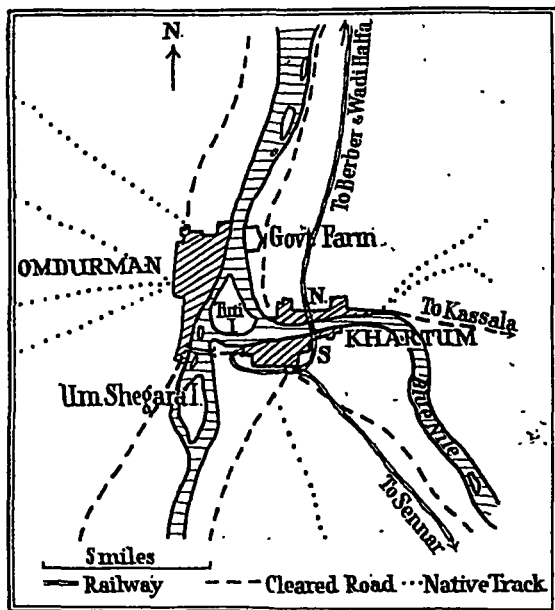 N.
To Berber & Wadi Halfa
Govt. Farm
OMDURMAN
Tuti
I.
N.
To Kassala
KHARTUM
S
Um Shegara I.
Blue Nile
To Sennar
5 miles
Railway
Cleared Road
Native Track